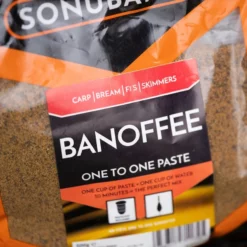 SONUBA
CARP | BREAM | F1'S | SKIMMERS
BANOFFEE
ONE TO ONE PASTE
ONE CUP OF PASTE • ONE CUP OF WATER
10 MINUTES • THE PERFECT MIX